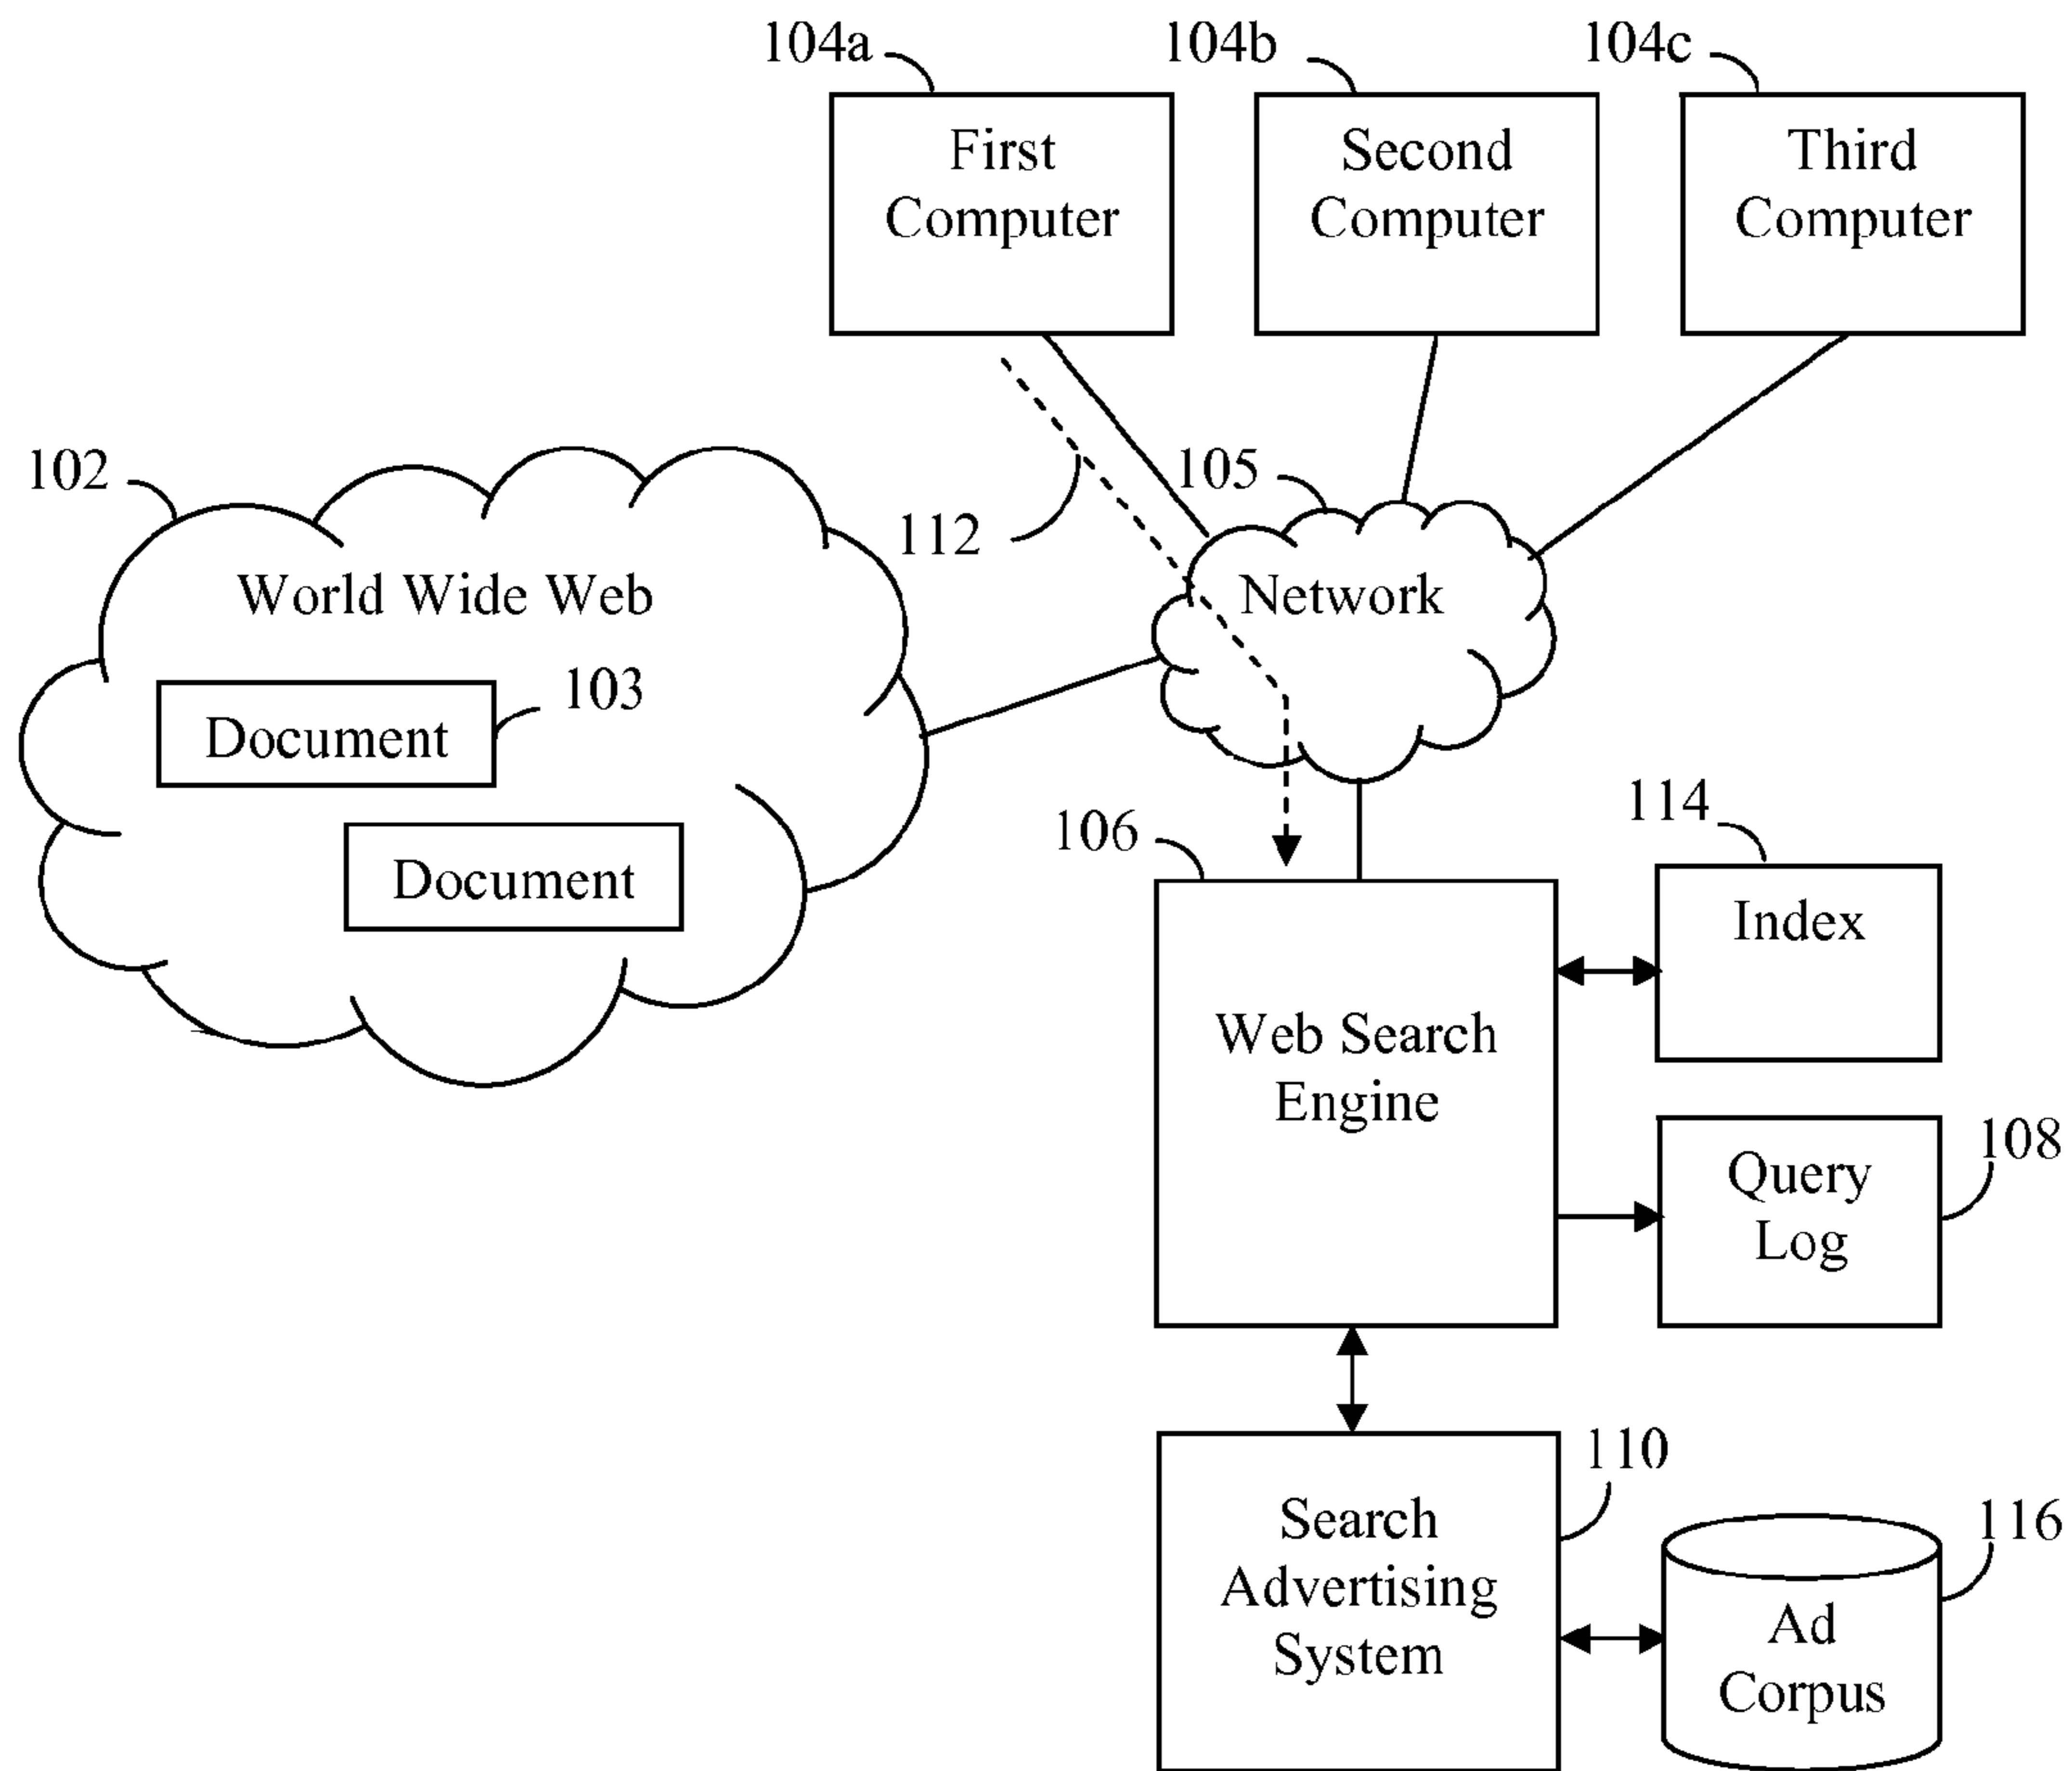 104a
104b
104c
First
Computer
Second
Computer
Third
Computer
102
105
112
World Wide Web
Network
103
Document
Document
106
114
Index
Web Search
Engine
108
Query
Log
110
Search
Advertising
System
116
Ad
Corpus